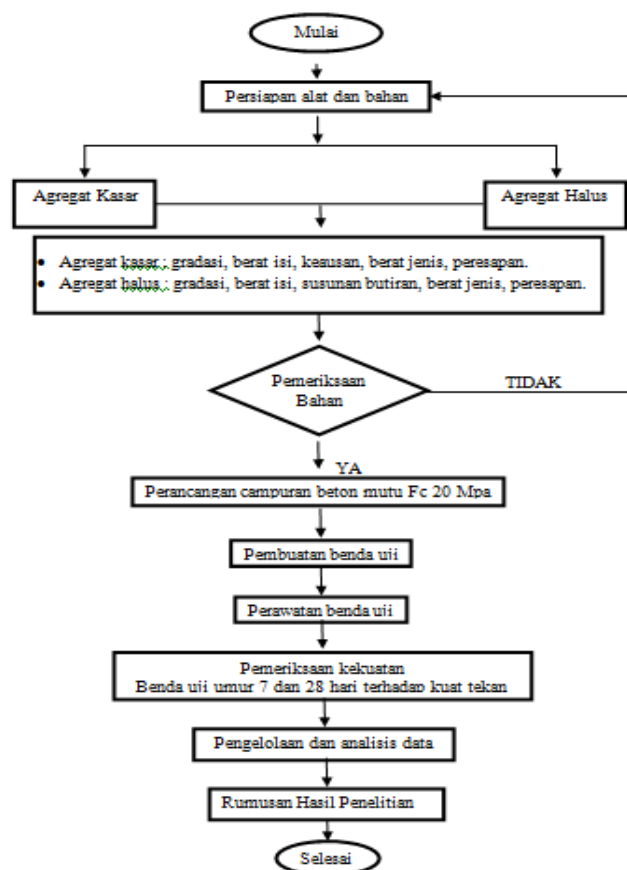 Mulai
Persiapan alat dan bahan
Agregat Kasar
Agregat Halus
• Agregat kasar : gradasi, berat isi, keausan, berat jenis, peresapan.
• Agregat halus : gradasi, berat isi, susunan butiran, berat jenis, peresapan.
Pemeriksaan
Bahan
TIDAK
YA
Perancangan campuran beton mutu Fc 20 Mpa
Pembuatan benda uji
Perawatan benda uji
Pemeriksaan kekuatan
Benda uji umur 7 dan 28 hari terhadap kuat tekan
Pengelolaan dan analisis data
Rumusan Hasil Penelitian
Selesai